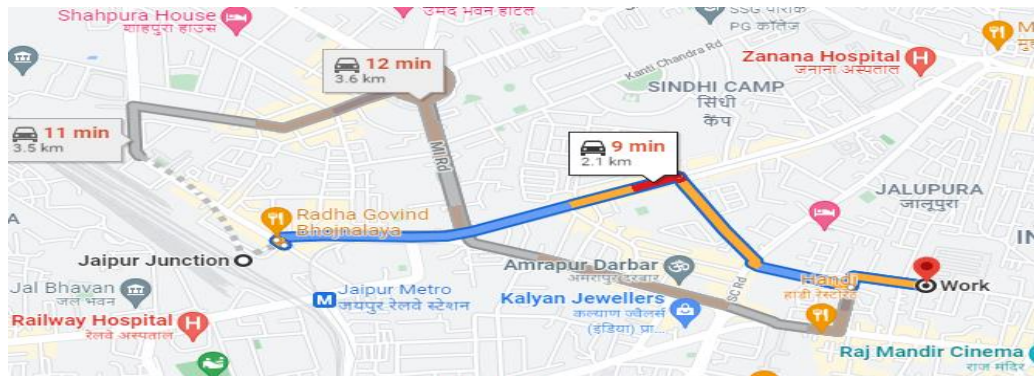 Shahpura House
शाहपुरा हाउस
उमेद भवन होटल
PG कॉलेज
Kanti Chandra Rd
Zanana Hospital
जनाना अस्पताल
SINDHI CAMP
सिंधी
कैंप
12 min
3.6 km
11 min
3.5 km
9 min
2.1 km
MI Rd
JALUPURA
जालूपुरा
Radha Govind
Bhojnalaya
Jaipur Junction
Amrapur Darbar
अमरापुर दरबार
SC Rd
Handi
हांडी रेस्टोरेंट
Work
Jal Bhavan
जल भवन
Jaipur Metro
जयपुर रेलवे स्टेशन
Kalyan Jewellers
कल्याण ज्वैलर्स
(इंडिया) प्रा...
Railway Hospital
रेलवे अस्पताल
Raj Mandir Cinema
राज मंदिर